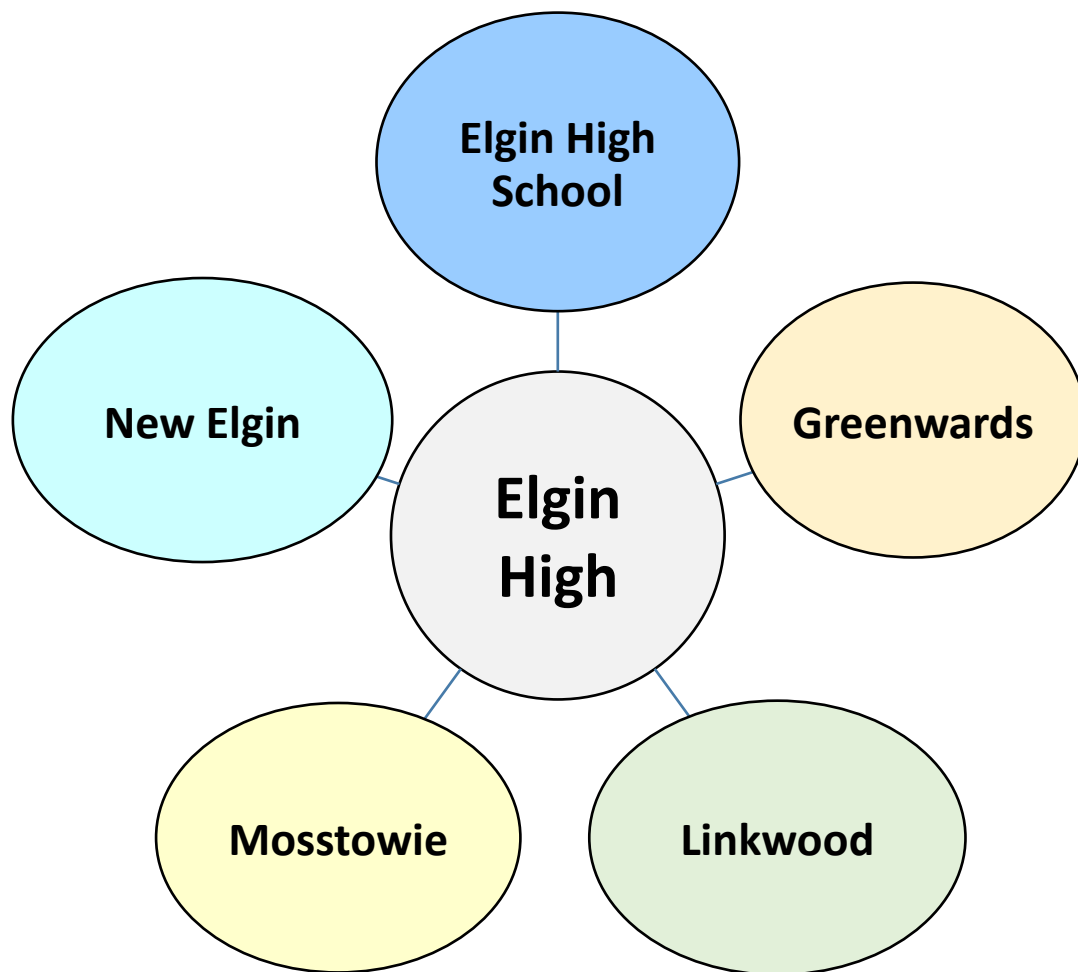 Elgin High
School
New Elgin
Greenwards
Elgin
High
Mosstowie
Linkwood